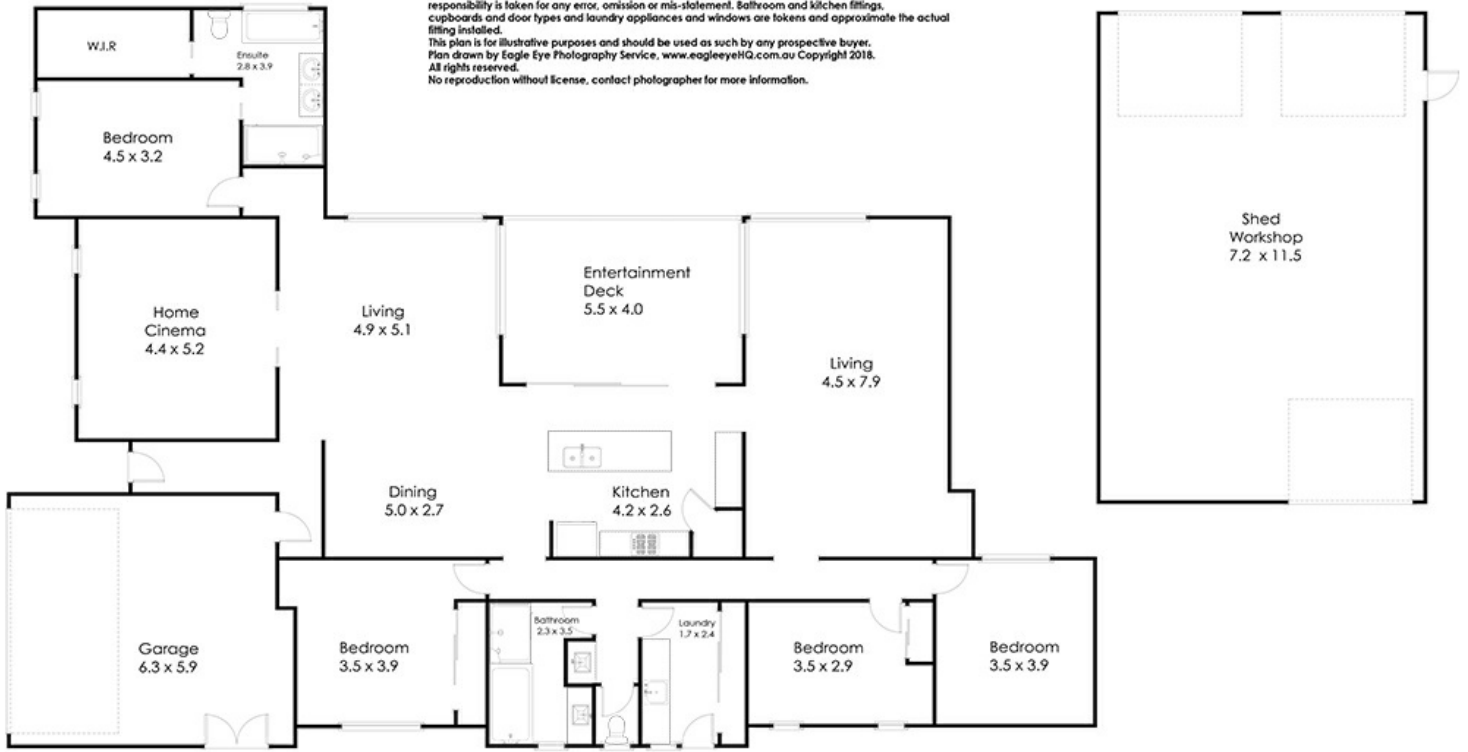 responsibility is taken for any error, omission or mis-statement. Bathroom and kitchen fittings,
cupboards and door types and laundry appliances and windows are tokens and approximate the actual
fitting installed.
This plan is for illustrative purposes and should be used as such by any prospective buyer.
Plan drawn by Eagle Eye Photography Service, www.eagleeyeHQ.com.au Copyright 2018.
All rights reserved.
No reproduction without license, contact photographer for more information.
W.I.R
Ensuite
2.8 x 3.9
Bedroom
4.5 x 3.2
Home
Cinema
4.4 x 5.2
Living
4.9 x 5.1
Entertainment
Deck
5.5 x 4.0
Living
4.5 x 7.9
Shed
Workshop
7.2 x 11.5
Dining
5.0 x 2.7
Kitchen
4.2 x 2.6
Garage
6.3 x 5.9
Bedroom
3.5 x 3.9
Bathroom
2.3 x 3.5
Laundry
1.7 x 2.4
Bedroom
3.5 x 2.9
Bedroom
3.5 x 3.9